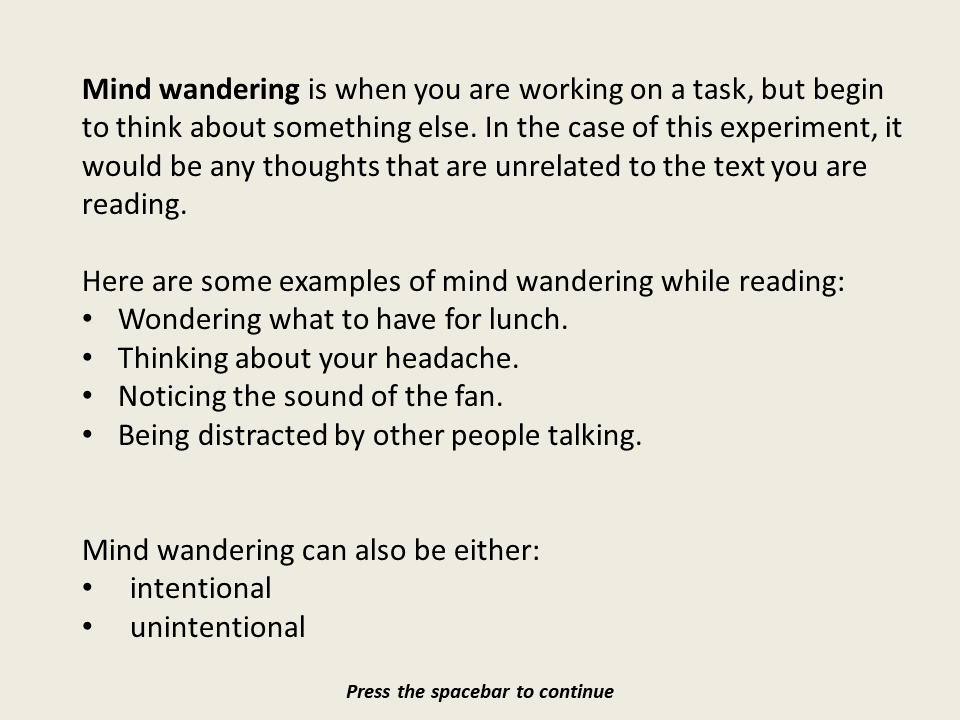 Mind wandering is when you are working on a task, but begin
to think about something else. In the case of this experiment, it
would be any thoughts that are unrelated to the text you are
reading.
Here are some examples of mind wandering while reading:
• Wondering what to have for lunch.
• Thinking about your headache.
• Noticing the sound of the fan.
• Being distracted by other people talking.
Mind wandering can also be either:
• intentional
• unintentional
Press the spacebar to continue